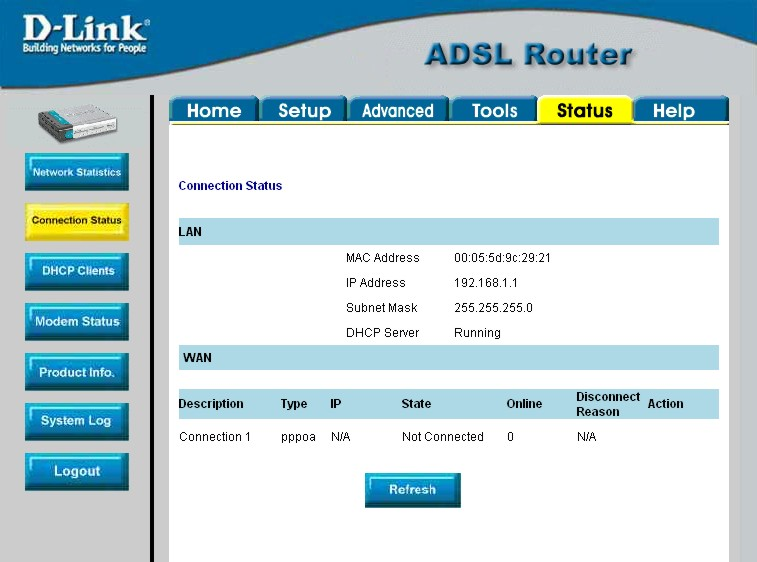 D-Link®
Building Networks for People
ADSL Router
Home Setup Advanced Tools Status Help
Network Statistics
Connection Status
DHCP Clients
Modem Status
Product Info.
System Log
Logout
Connection Status
LAN
MAC Address 00:05:5d:9c:29:21
IP Address 192.168.1.1
Subnet Mask 255.255.255.0
DHCP Server Running
WAN
Description Type IP State Online Disconnect Reason Action
Connection 1 pppoa N/A Not Connected 0 N/A
Refresh